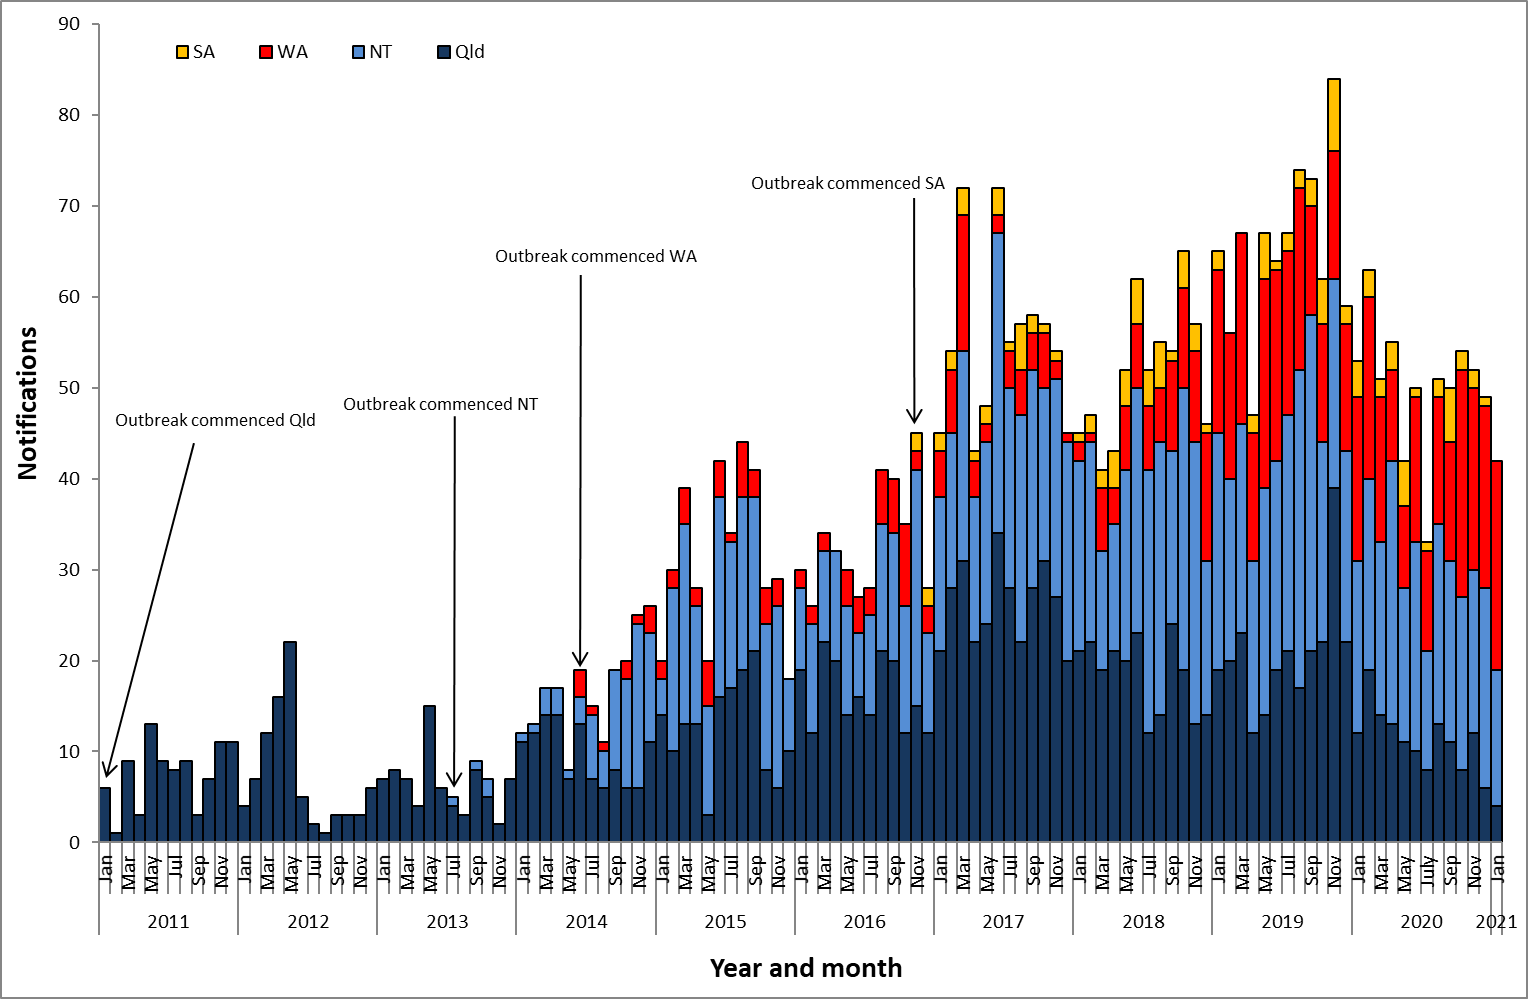 90
SA WA NT Qld
80
70
60
50
40
30
20
10
0
Notifications
Outbreak commenced SA
Outbreak commenced WA
Outbreak commenced NT
Outbreak commenced Qld
Jan Mar May Jul Sep Nov Jan Mar May Jul Sep Nov Jan Mar May Jul Sep Nov Jan Mar May Jul Sep Nov Jan Mar May Jul Sep Nov Jan Mar May Jul Sep Nov Jan Mar May Jul Sep Nov Jan Mar May Jul Sep Nov Jan Mar May Jul Sep Nov Jan Mar May July Sep Nov Jan
2011 2012 2013 2014 2015 2016 2017 2018 2019 2020 2021
Year and month